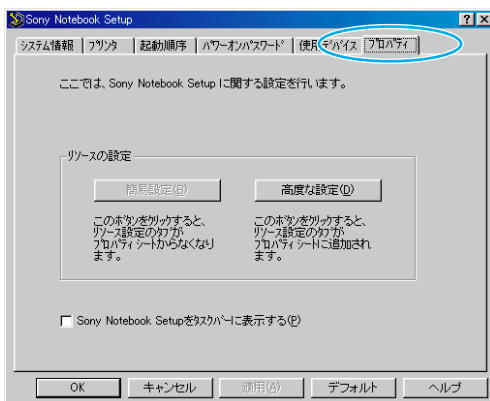 Sony Notebook Setup
システム情報 プリンタ 起動順序 パワーオンパスワード 使用デバイス プロパティ
ここでは、Sony Notebook Setup に関する設定を行います。
リソースの設定
簡易設定(B) 高度な設定(D)
このボタンをクリックすると、
リソース設定のタブが
プロパティ シートからなくなり
ます。
このボタンをクリックすると、
リソース設定のタブが
プロパティ シートに追加され
ます。
Sony Notebook Setupをタスクバーに表示する(P)
OK キャンセル 適用(A) デフォルト ヘルプ